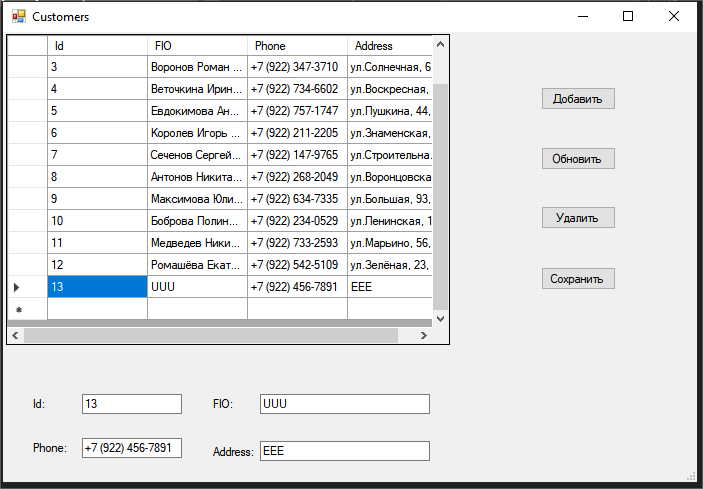 Customers
Id FIO Phone Address
3 Воронов Роман ... +7 (922) 347-3710 ул.Солнечная, 6
4 Веточкина Ирин... +7 (922) 734-6602 ул.Воскресная,
5 Евдокимова Ан... +7 (922) 757-1747 ул.Пушкина, 44,
6 Королев Игорь ... +7 (922) 211-2205 ул.Знаменская,
7 Сеченов Сергей... +7 (922) 147-9765 ул.Строительна
8 Антонов Никита... +7 (922) 268-2049 ул.Воронцовска
9 Максимова Юли... +7 (922) 634-7335 ул.Большая, 93,
10 Боброва Полин... +7 (922) 234-0529 ул.Ленинская, 1
11 Медведев Ники... +7 (922) 733-2593 ул.Марьино, 56,
12 Ромашёва Екат... +7 (922) 542-5109 ул.Зелёная, 23,
13 UUU +7 (922) 456-7891 EEE
Добавить
Обновить
Удалить
Сохранить
Id: 13 FIO: UUU
Phone: +7 (922) 456-7891 Address: EEE